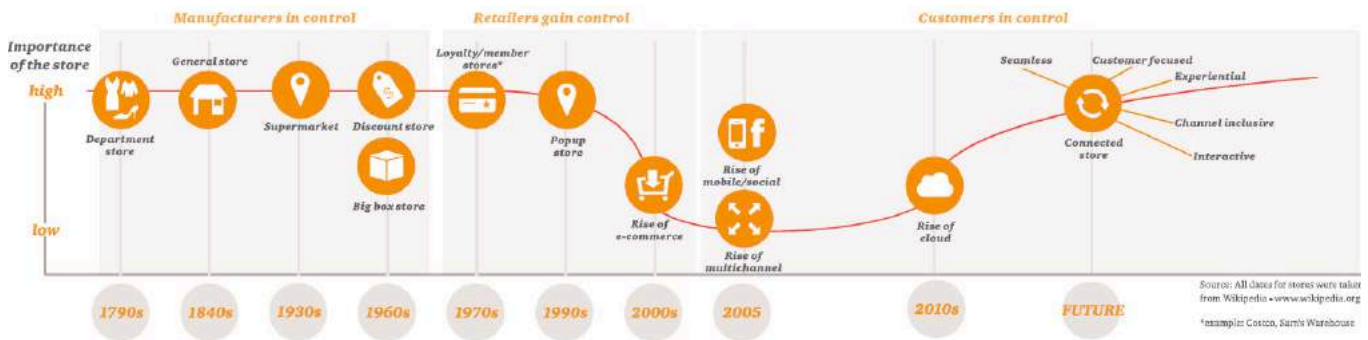 Manufacturers in control
Retailers gain control
Customers in control
Importance
of the store
high
low
Department
store
General store
Supermarket
Discount store
Big box store
Loyalty/member
stores*
Popup
store
Rise of
e-commerce
Rise of
mobile/social
Rise of
multichannel
Rise of
cloud
Seamless
Customer focused
Experiential
Channel inclusive
Interactive
Connected
store
1790s
1840s
1930s
1960s
1970s
1990s
2000s
2005
2010s
FUTURE
Source: All dates for stores were taken
from Wikipedia • www.wikipedia.org
*example: Costco, Sam's Warehouse